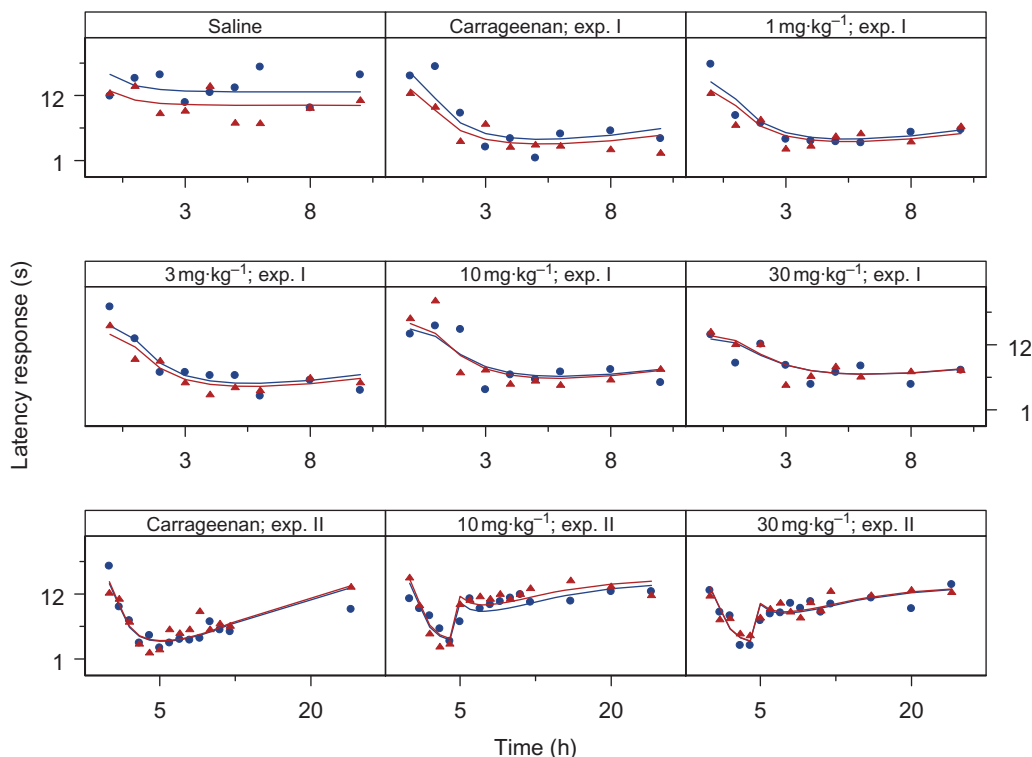 Saline
Carrageenan; exp. I
1 mg·kg⁻¹; exp. I
12
1
3
8
3
8
3
8
3 mg·kg⁻¹; exp. I
10 mg·kg⁻¹; exp. I
30 mg·kg⁻¹; exp. I
Latency response (s)
12
1
3
8
3
8
3
8
Carrageenan; exp. II
10 mg·kg⁻¹; exp. II
30 mg·kg⁻¹; exp. II
12
1
5
20
5
20
5
20
Time (h)